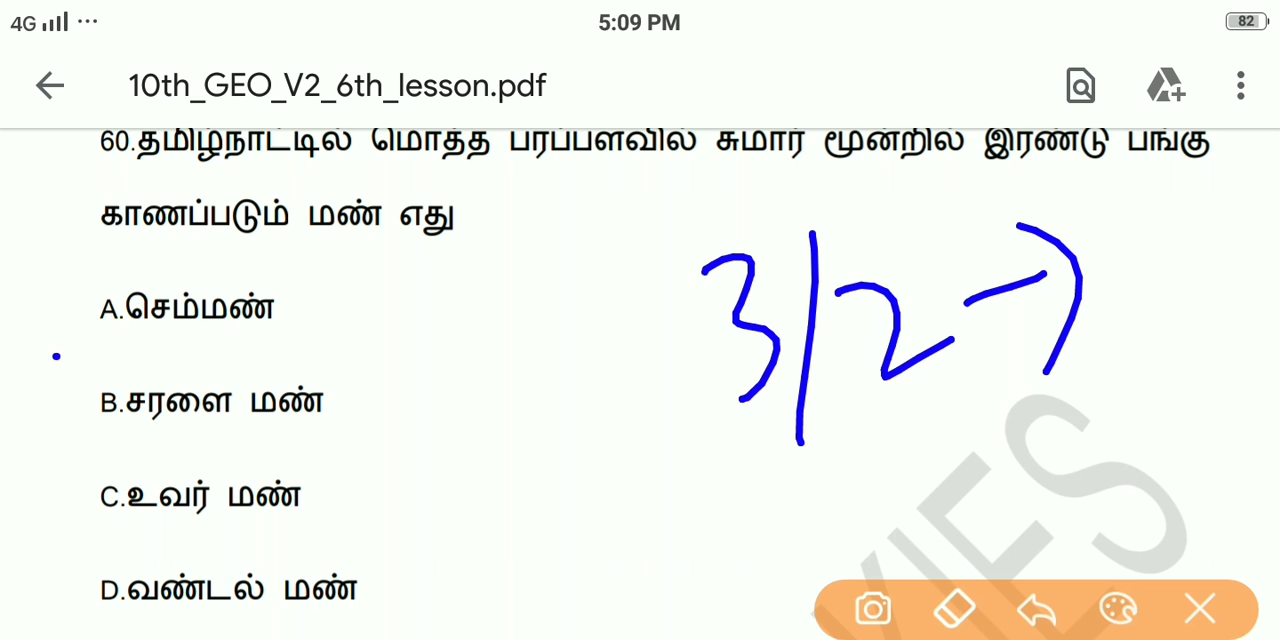 4G 5:09 PM 82
10th_GEO_V2_6th_lesson.pdf
60.தமிழ்நாட்டில் மொத்த பரப்பளவில் சுமார் மூன்றில் இரண்டு பங்கு
காணப்படும் மண் எது
A.செம்மண்
3/2
B.சரளை மண்
C.உவர் மண்
D.வண்டல் மண்